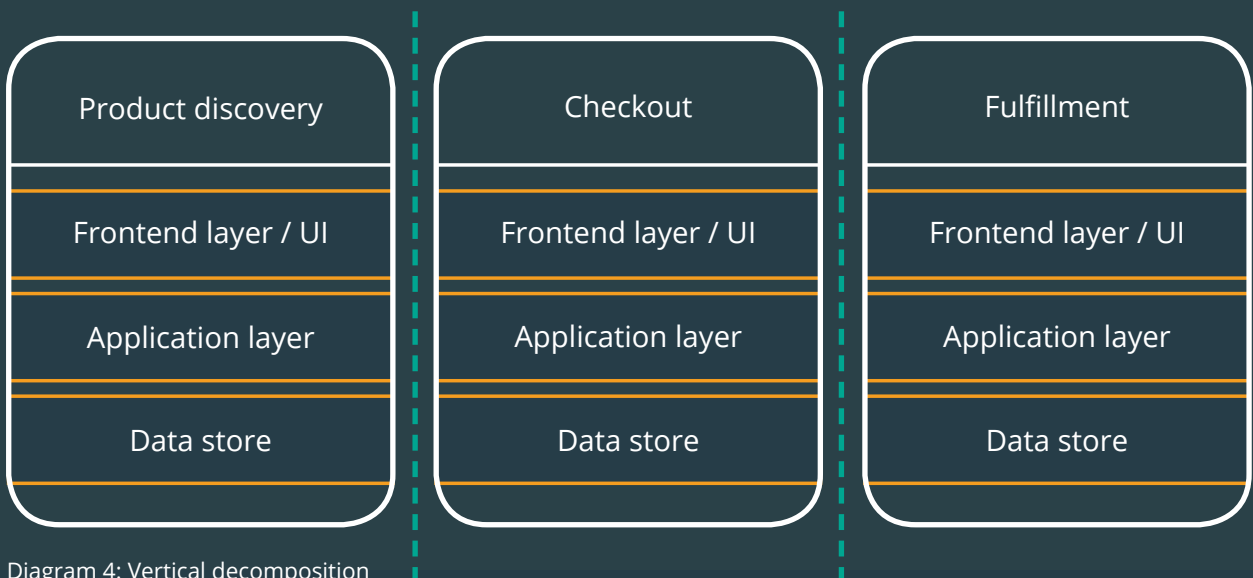 Product discovery
Frontend layer / UI
Application layer
Data store
Checkout
Frontend layer / UI
Application layer
Data store
Fulfillment
Frontend layer / UI
Application layer
Data store
Diagram 4: Vertical decomposition